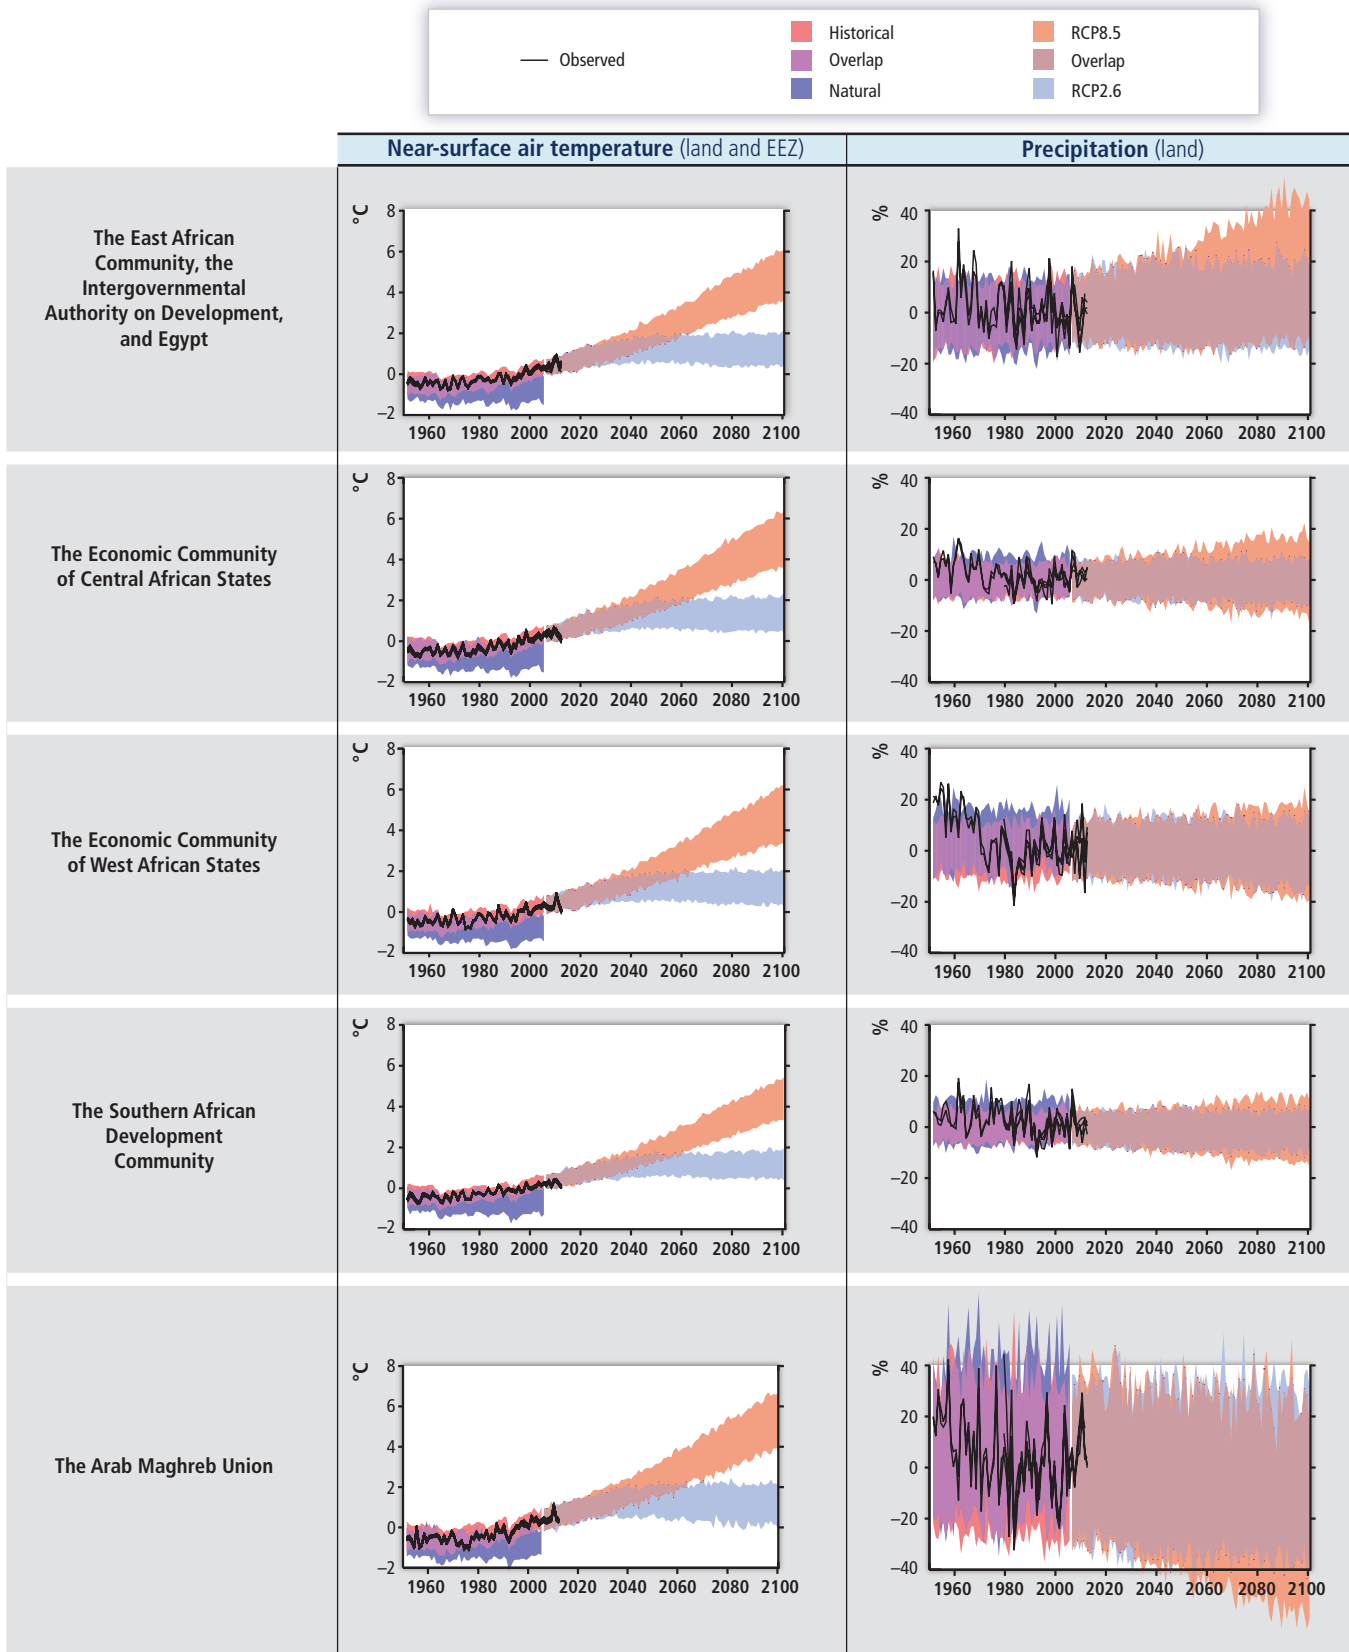 Observed
Historical
Overlap
Natural
RCP8.5
Overlap
RCP2.6
Near-surface air temperature (land and EEZ)
Precipitation (land)
The East African
Community, the
Intergovernmental
Authority on Development,
and Egypt
°C
8
6
4
2
0
–2
1960 1980 2000 2020 2040 2060 2080 2100
%
40
20
0
–20
–40
1960 1980 2000 2020 2040 2060 2080 2100
The Economic Community
of Central African States
°C
8
6
4
2
0
–2
1960 1980 2000 2020 2040 2060 2080 2100
%
40
20
0
–20
–40
1960 1980 2000 2020 2040 2060 2080 2100
The Economic Community
of West African States
°C
8
6
4
2
0
–2
1960 1980 2000 2020 2040 2060 2080 2100
%
40
20
0
–20
–40
1960 1980 2000 2020 2040 2060 2080 2100
The Southern African
Development
Community
°C
8
6
4
2
0
–2
1960 1980 2000 2020 2040 2060 2080 2100
%
40
20
0
–20
–40
1960 1980 2000 2020 2040 2060 2080 2100
The Arab Maghreb Union
°C
8
6
4
2
0
–2
1960 1980 2000 2020 2040 2060 2080 2100
%
40
20
0
–20
–40
1960 1980 2000 2020 2040 2060 2080 2100